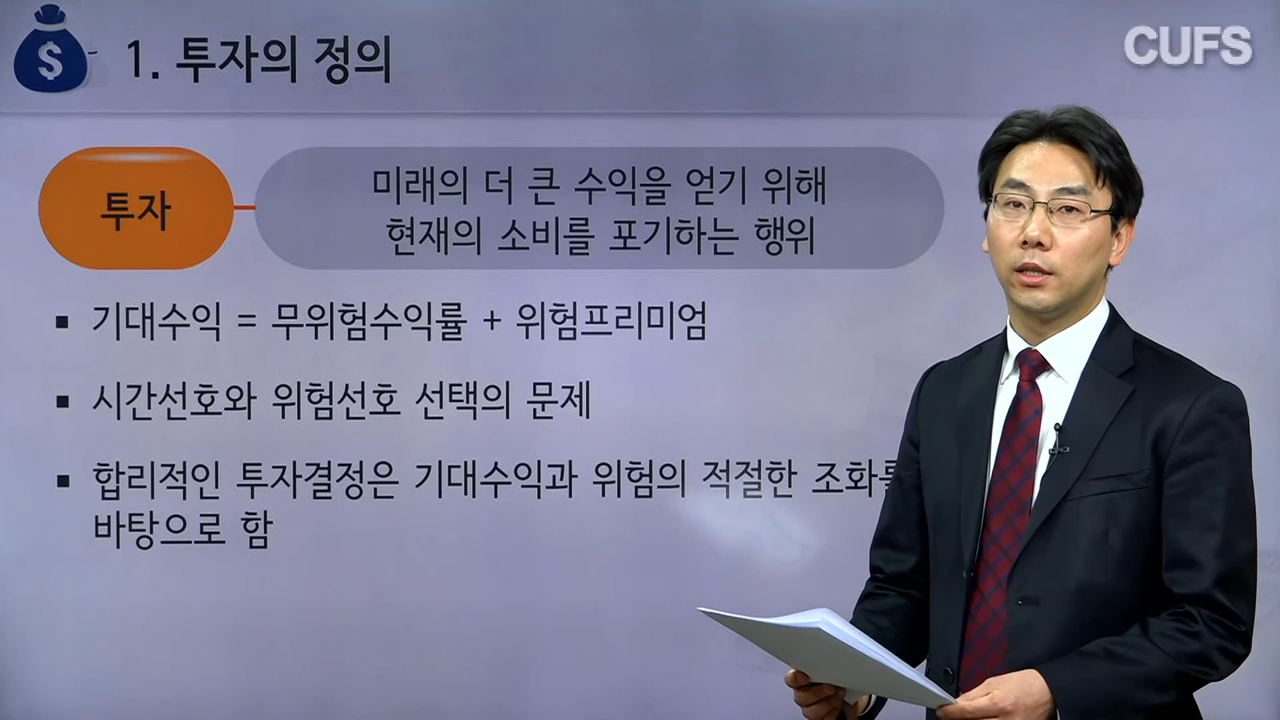 $
1. 투자의 정의
CUFS
투자
미래의 더 큰 수익을 얻기 위해
현재의 소비를 포기하는 행위
▪ 기대수익 = 무위험수익률 + 위험프리미엄
▪ 시간선호와 위험선호 선택의 문제
▪ 합리적인 투자결정은 기대수익과 위험의 적절한
바탕으로 함